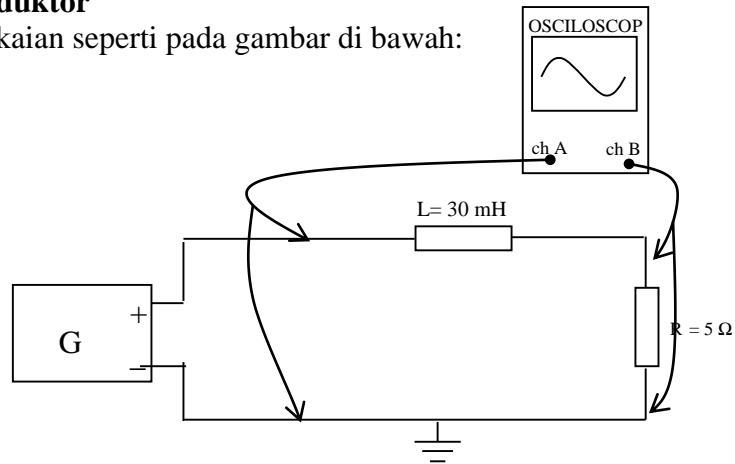 duktor
kaian seperti pada gambar di bawah:
OSCILOSCOP
ch A ch B
L= 30 mH
+
G
–
R = 5 Ω